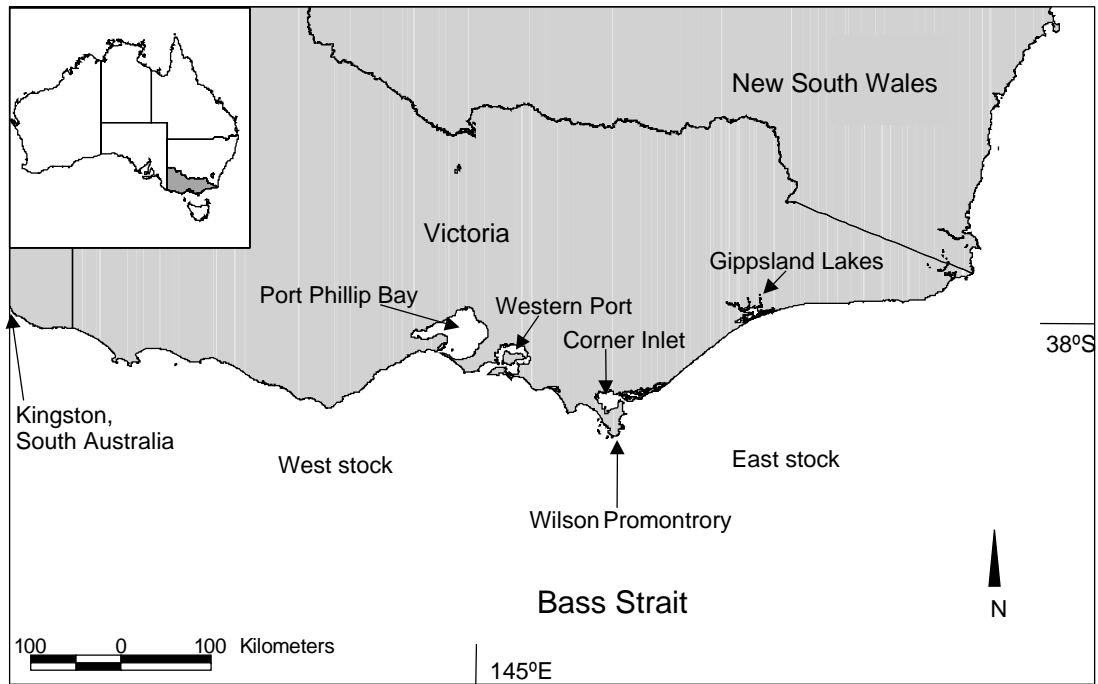 New South Wales
Victoria
Gippsland Lakes
Port Phillip Bay
Western Port
Corner Inlet
38ºS
Kingston,
South Australia
West stock
East stock
Wilson Promontrory
Bass Strait
N
100 0 100 Kilometers
145ºE